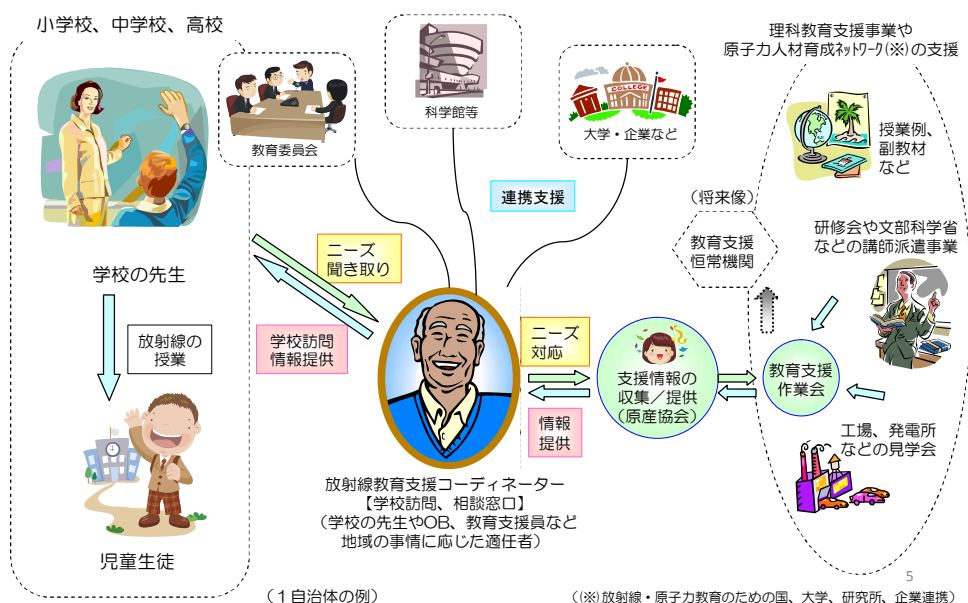 小学校、中学校、高校
学校の先生
放射線の
授業
児童生徒
教育委員会
科学館等
COLLEGE
大学・企業など
連携支援
ニーズ
聞き取り
学校訪問
情報提供
放射線教育支援コーディネーター
【学校訪問、相談窓口】
(学校の先生やOB、教育支援員など
地域の事情に応じた適任者)
(1自治体の例)
ニーズ
対応
情報
提供
支援情報の
収集/提供
(原産協会)
(将来像)
教育支援
恒常機関
教育支援
作業会
理科教育支援事業や
原子力人材育成ネットワーク(※)の支援
授業例、
副教材
など
研修会や文部科学省
などの講師派遣事業
工場、発電所
などの見学会
5
((※)放射線・原子力教育のための国、大学、研究所、企業連携)